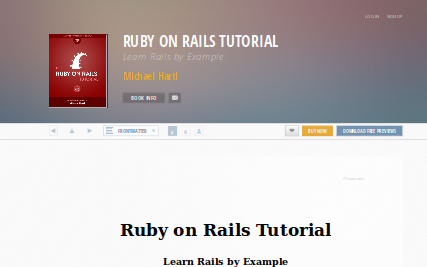 LOG IN SIGN UP
RUBY ON RAILS TUTORIAL
Learn Rails by Example
Michael Hartl
RUBY ON RAILS
TUTORIAL
BOOK INFO
FRONTMATTER
A A A
BUY NOW
DOWNLOAD FREE PREVIEWS
Ruby on Rails Tutorial
Learn Rails by Example